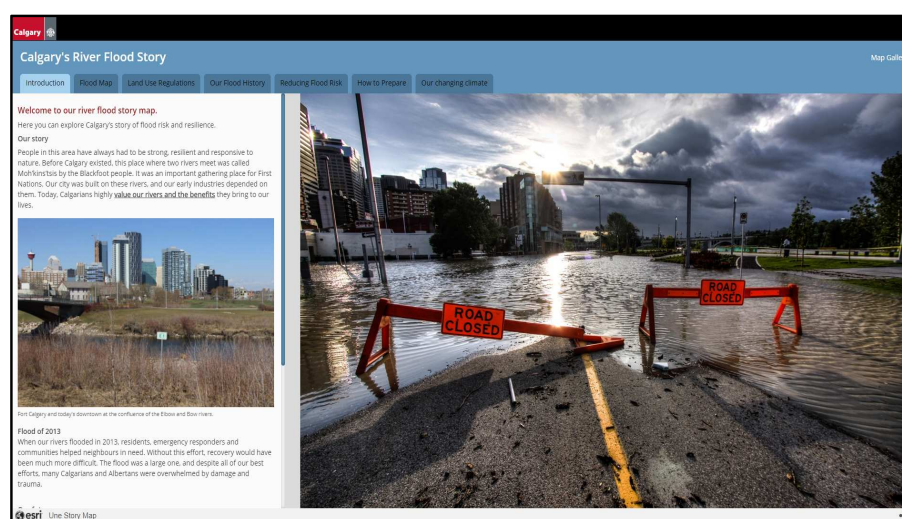 Calgary
Calgary's River Flood Story
Map Galle
Introduction
Flood Map
Land Use Regulations
Our Flood History
Reducing Flood Risk
How to Prepare
Our changing climate
Welcome to our river flood story map.
Here you can explore Calgary's story of flood risk and resilience.
Our story
People in this area have always had to be strong, resilient and responsive to
nature. Before Calgary existed, this place where two rivers meet was called
Moh'kins'tsis by the Blackfoot people. It was an important gathering place for First
Nations. Our city was built on these rivers, and our early industries depended on
them. Today, Calgarians highly value our rivers and the benefits they bring to our
lives.
Fort Calgary and today's downtown at the confluence of the Elbow and Bow rivers.
Flood of 2013
When our rivers flooded in 2013, residents, emergency responders and
communities helped neighbours in need. Without this effort, recovery would have
been much more difficult. The flood was a large one, and despite all of our best
efforts, many Calgarians and Albertans were overwhelmed by damage and
trauma.
esri Une Story Map
ROAD
CLOSED
ROAD
CLOSED